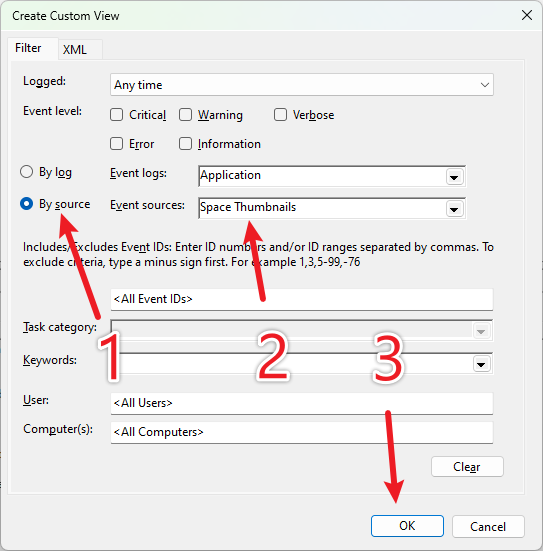 Create Custom View
Filter
XML
Logged:
Any time
Event level:
Critical
Warning
Verbose
Error
Information
By log
Event logs:
Application
By source
Event sources:
Space Thumbnails
Includes/Excludes Event IDs: Enter ID numbers and/or ID ranges separated by commas. To
exclude criteria, type a minus sign first. For example 1,3,5-99,-76
<All Event IDs>
Task category:
1
2
3
Keywords:
User:
<All Users>
Computer(s):
<All Computers>
Clear
OK
Cancel